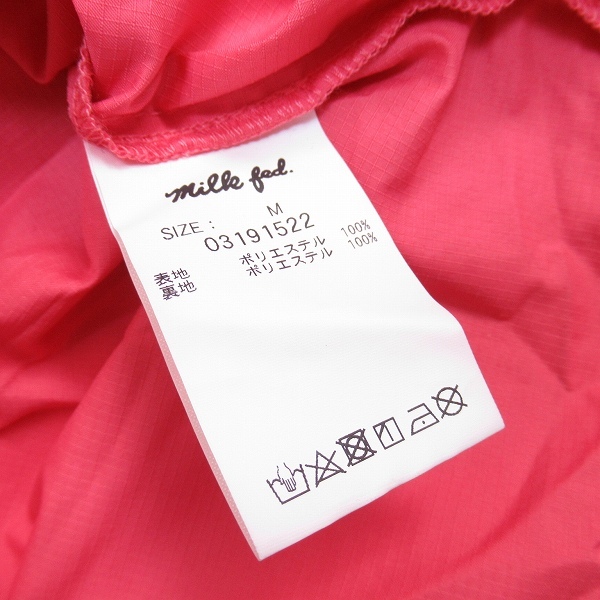 milk fed.
SIZE : M
03191522
表地 ポリエステル 100%
裏地 ポリエステル 100%